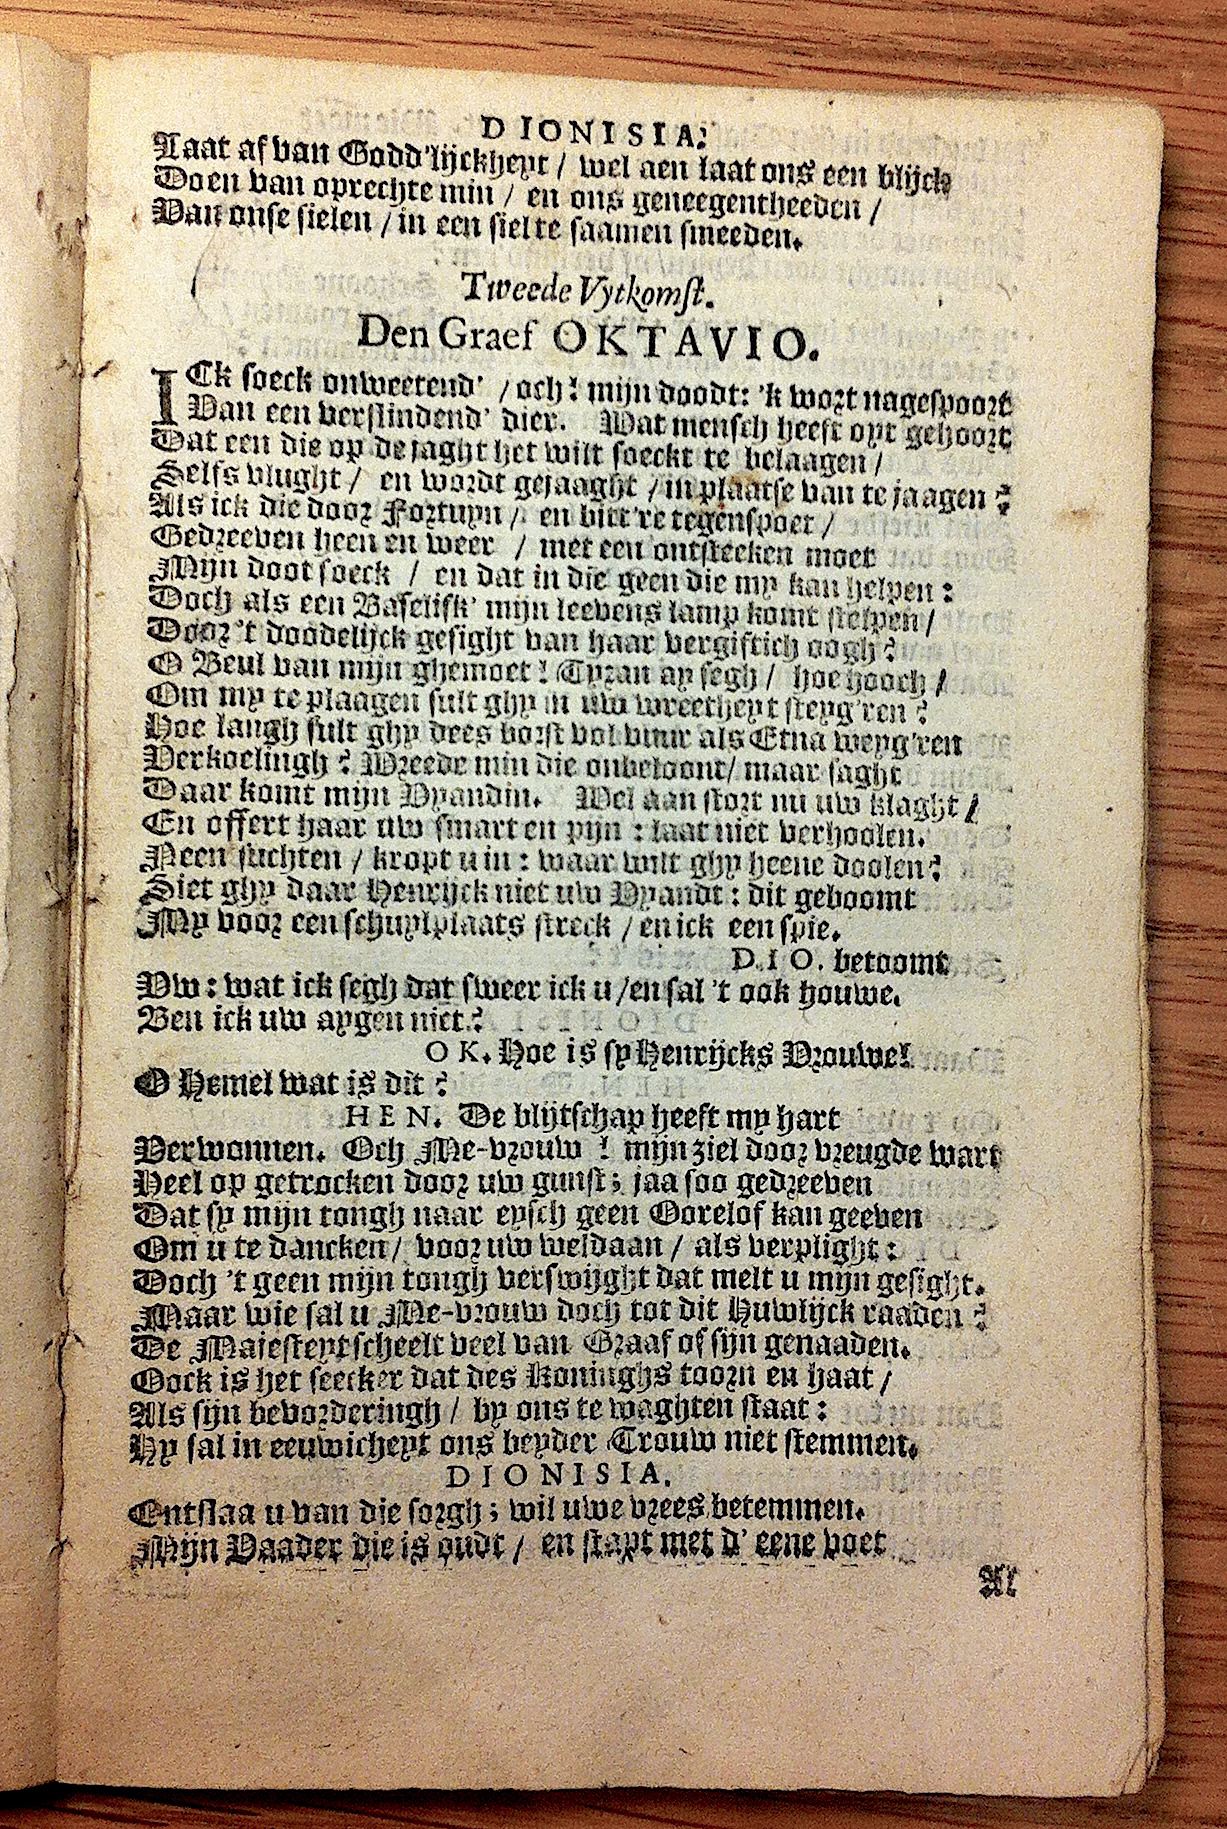 DIONISIA.
Laat af van Godd'lijckheyt / wel aen laat ons een blijck
Doen van oprechte min / en ons geneegentheeden /
Van onse sielen / in een siel te saamen smeeden.
Tweede Vytkomst.
Den Graef OKTAVIO.
ICk soeck onweetend' / och! mijn doodt: 'k wort nagespoort
Van een verslindend' dier. Wat mensch heeft oyt gehoort
Dat een die op de jaght het wilt soeckt te belaagen /
Selfs vlught / en wordt gejaaght / in plaatse van te jaagen?
Als ick die door Fortuyn / en bitt're tegenspoet /
Gedreeven heen en weer / met een ontsteeken moet
Mijn doot soeck / en dat in die geen die my kan helpen:
Doch als een Baselisk' mijn leevens lamp komt stelpen /
Door 't doodelijck gesight van haar vergiftich oogh?
O Beul van mijn ghemoet! Tyran ay segh / hoe hooch /
Om my te plaagen sult ghy in uw wreetheyt steyg'ren?
Hoe langh sult ghy dees borst vol vuur als Etna weyg'ren
Verkoelingh? Wreede min die onbeloont / maar saght
Daar komt mijn Vyandin. Wel aan stort nu uw klaght /
En offert haar uw smart en pijn: laat niet verhoolen.
Neen suchten / kropt u in: waar wilt ghy heene doolen?
Siet ghy daar Henrijck niet uw Vyandt: dit geboomt
My voor een schuylplaats streck / en ick een spie.
DIO. betoomt
Vw: wat ick segh dat sweer ick u / en sal 't ook houwe.
Ben ick uw aygen niet?
OK. Hoe is sy Henrijcks Vrouwe!
O Hemel wat is dit?
HEN. De blijtschap heeft my hart
Verwonnen. Och Me-vrouw! mijn ziel door vreugde wart
Heel op getrocken door uw gunst; jaa soo gedreeven
Dat sy mijn tongh naar eysch geen Oorelof kan geeven
Om u te dancken / voor uw weldaan / als verplight:
Doch 't geen mijn tongh verswijght dat melt u mijn gesight.
Maar wie sal u Me-vrouw doch tot dit Huwlijck raaden?
De Majesteyt scheelt veel van Graaf of sijn genaaden.
Oock is het seecker dat des Koninghs toorn en haat /
Als sijn bevorderingh / by ons te waghten staat:
Hy sal in eeuwicheyt ons beyder Trouw niet stemmen.
DIONISIA.
Entslaa u van die sorgh; wil uwe vrees betemmen.
Mijn Vaader die is oudt / en stapt met d' eene voet
Al